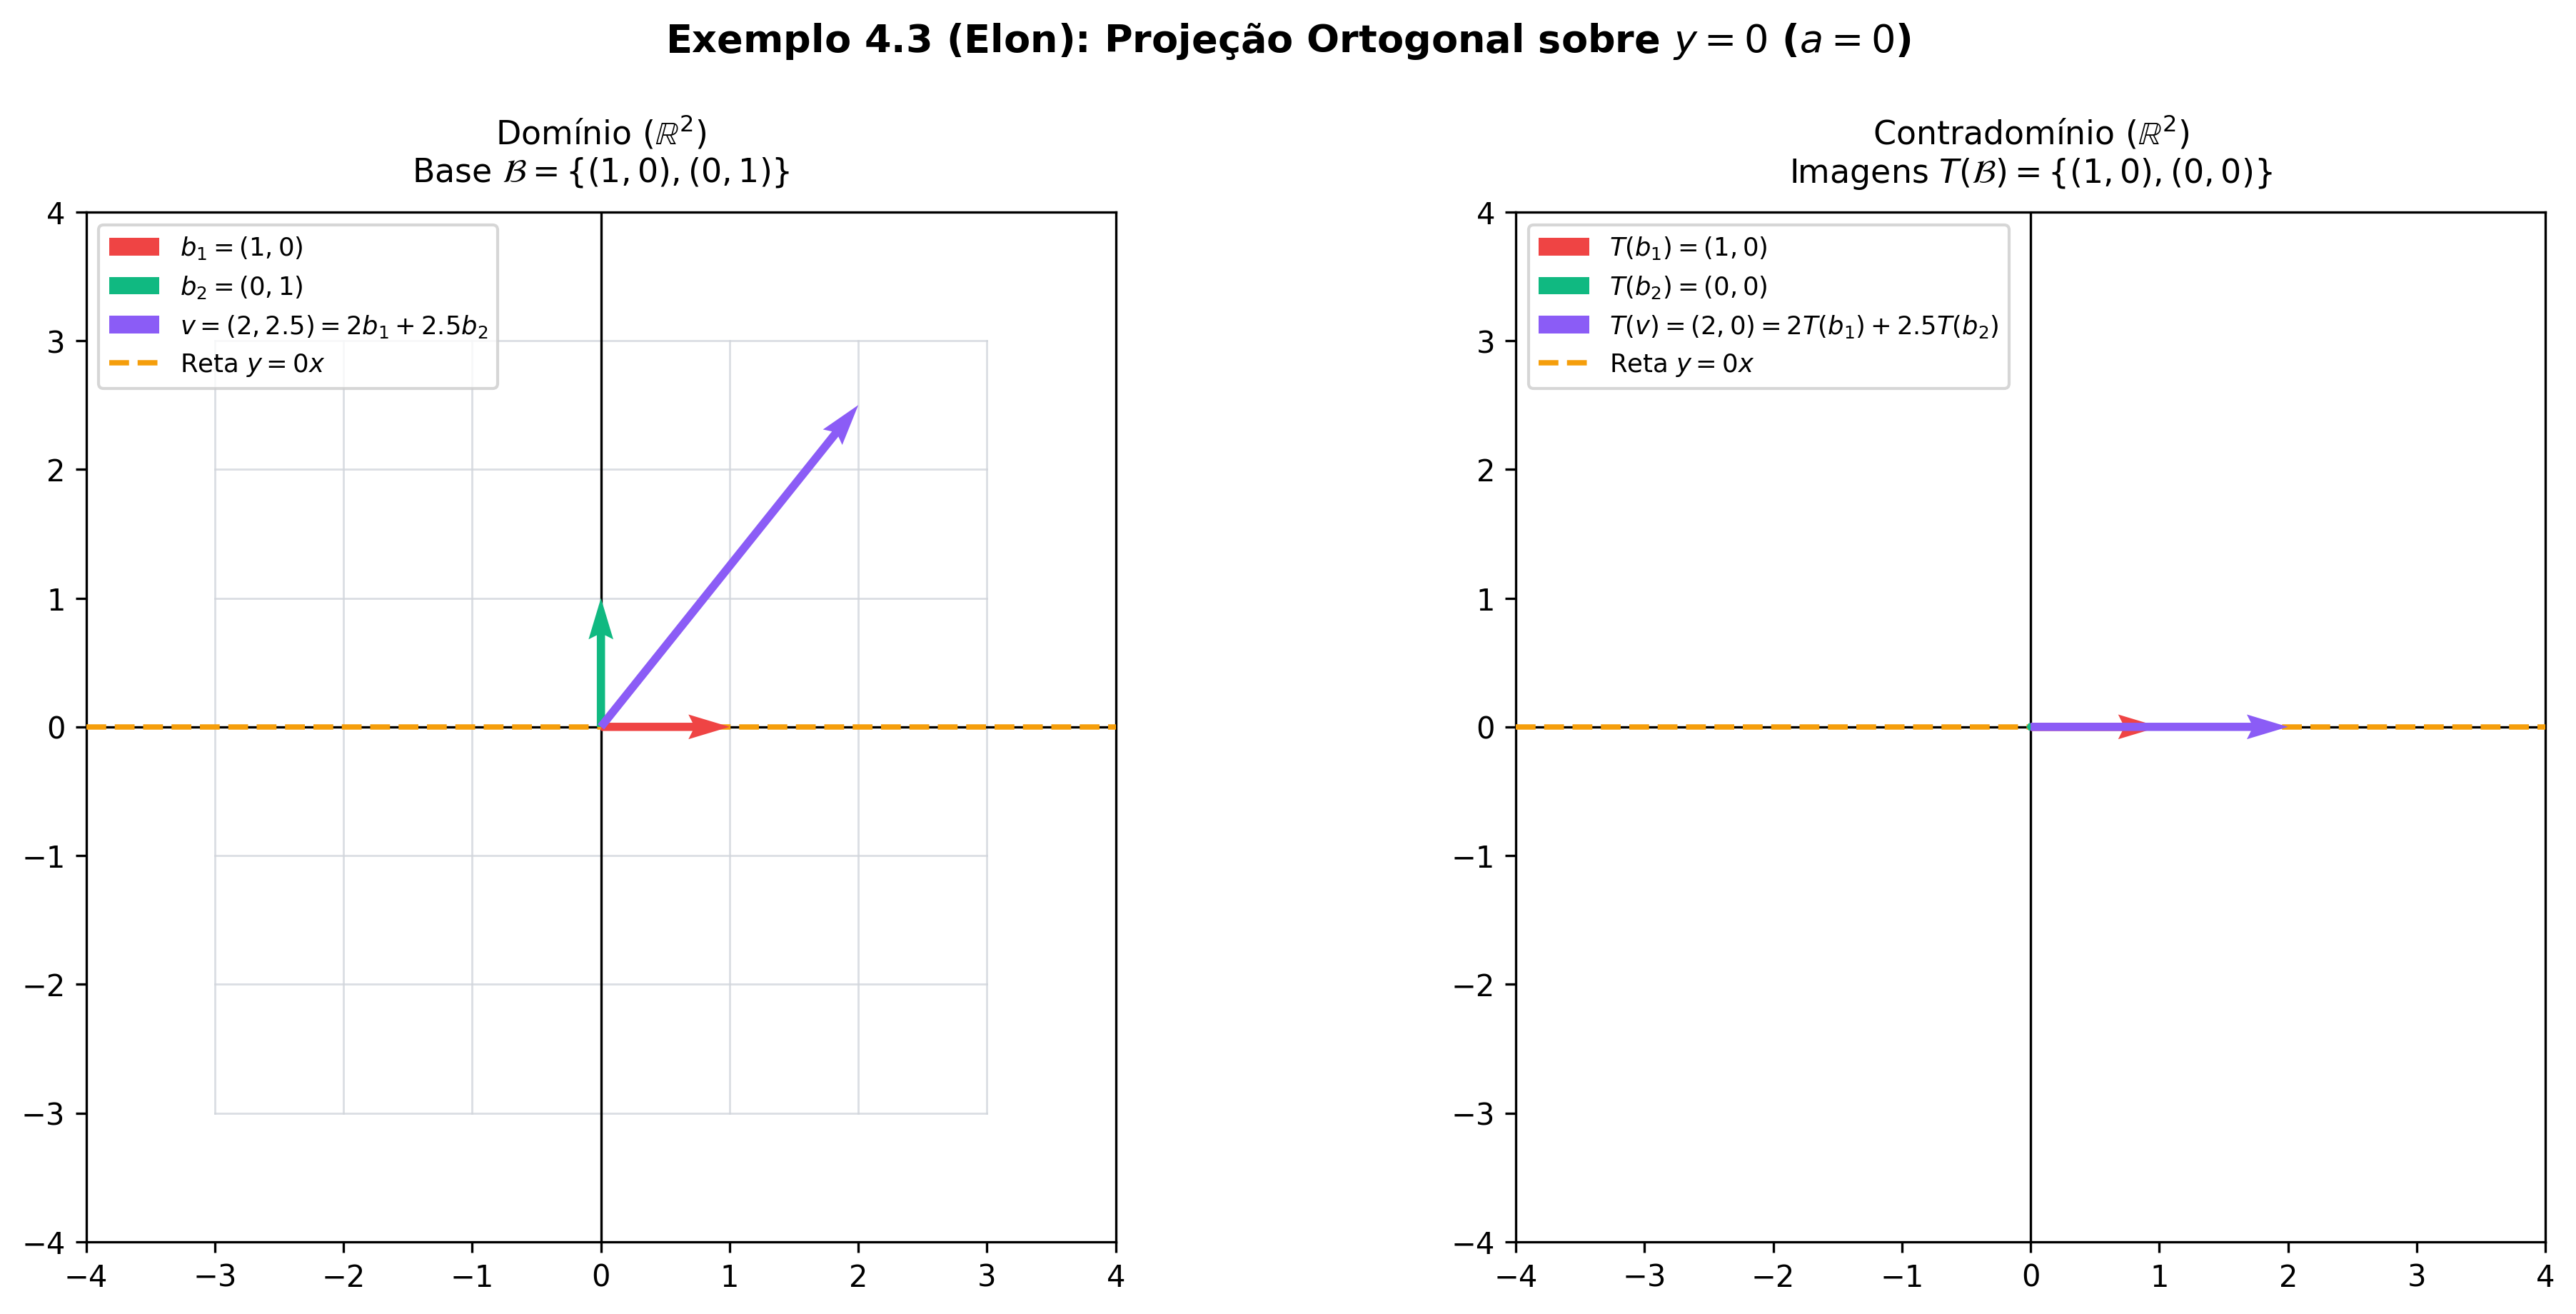 Exemplo 4.3 (Elon): Projeção Ortogonal sobre y = 0 (a = 0)
Domínio (ℝ²)
Base ℬ = {(1, 0), (0, 1)}
b₁ = (1, 0)
b₂ = (0, 1)
v = (2, 2.5) = 2b₁ + 2.5b₂
Reta y = 0x
4
3
2
1
0
−1
−2
−3
−4
−4 −3 −2 −1 0 1 2 3 4
Contradomínio (ℝ²)
Imagens T(ℬ) = {(1, 0), (0, 0)}
T(b₁) = (1, 0)
T(b₂) = (0, 0)
T(v) = (2, 0) = 2T(b₁) + 2.5T(b₂)
Reta y = 0x
4
3
2
1
0
−1
−2
−3
−4
−4 −3 −2 −1 0 1 2 3 4